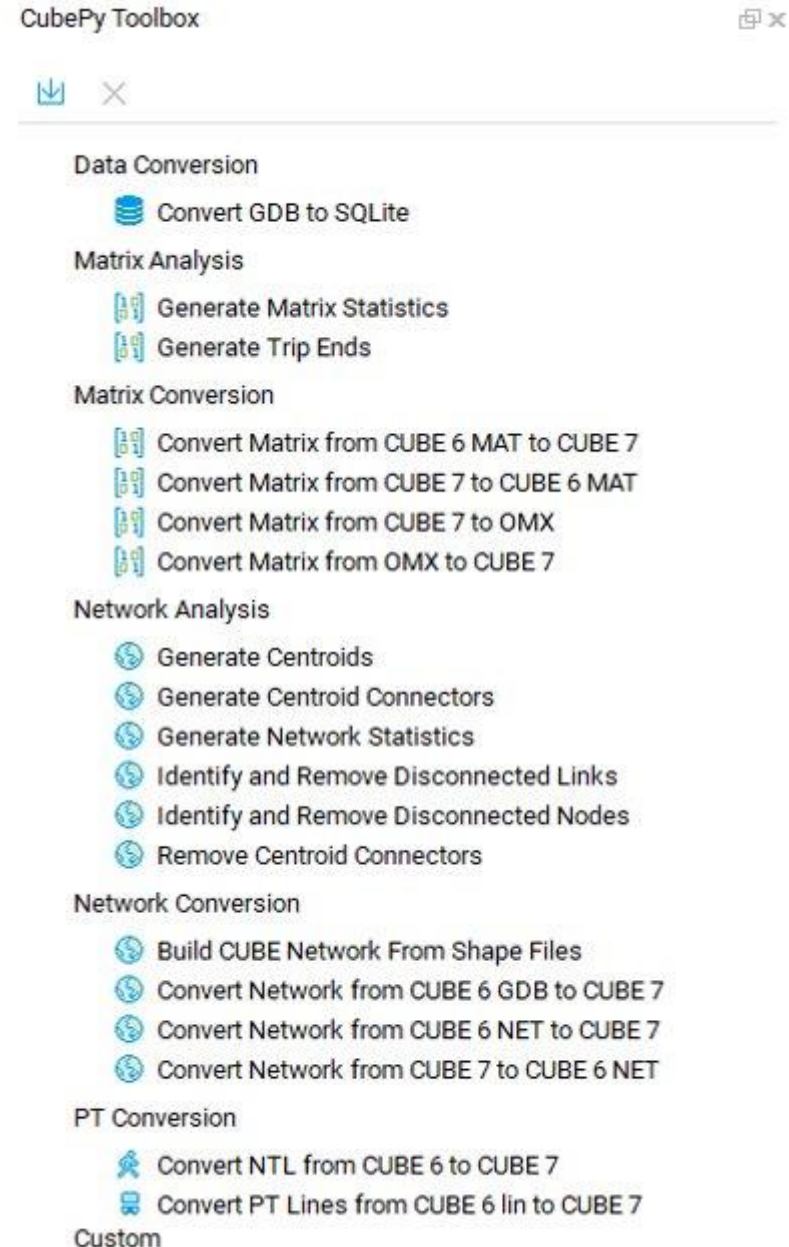 CubePy Toolbox
Data Conversion
Convert GDB to SQLite
Matrix Analysis
Generate Matrix Statistics
Generate Trip Ends
Matrix Conversion
Convert Matrix from CUBE 6 MAT to CUBE 7
Convert Matrix from CUBE 7 to CUBE 6 MAT
Convert Matrix from CUBE 7 to OMX
Convert Matrix from OMX to CUBE 7
Network Analysis
Generate Centroids
Generate Centroid Connectors
Generate Network Statistics
Identify and Remove Disconnected Links
Identify and Remove Disconnected Nodes
Remove Centroid Connectors
Network Conversion
Build CUBE Network From Shape Files
Convert Network from CUBE 6 GDB to CUBE 7
Convert Network from CUBE 6 NET to CUBE 7
Convert Network from CUBE 7 to CUBE 6 NET
PT Conversion
Convert NTL from CUBE 6 to CUBE 7
Convert PT Lines from CUBE 6 lin to CUBE 7
Custom